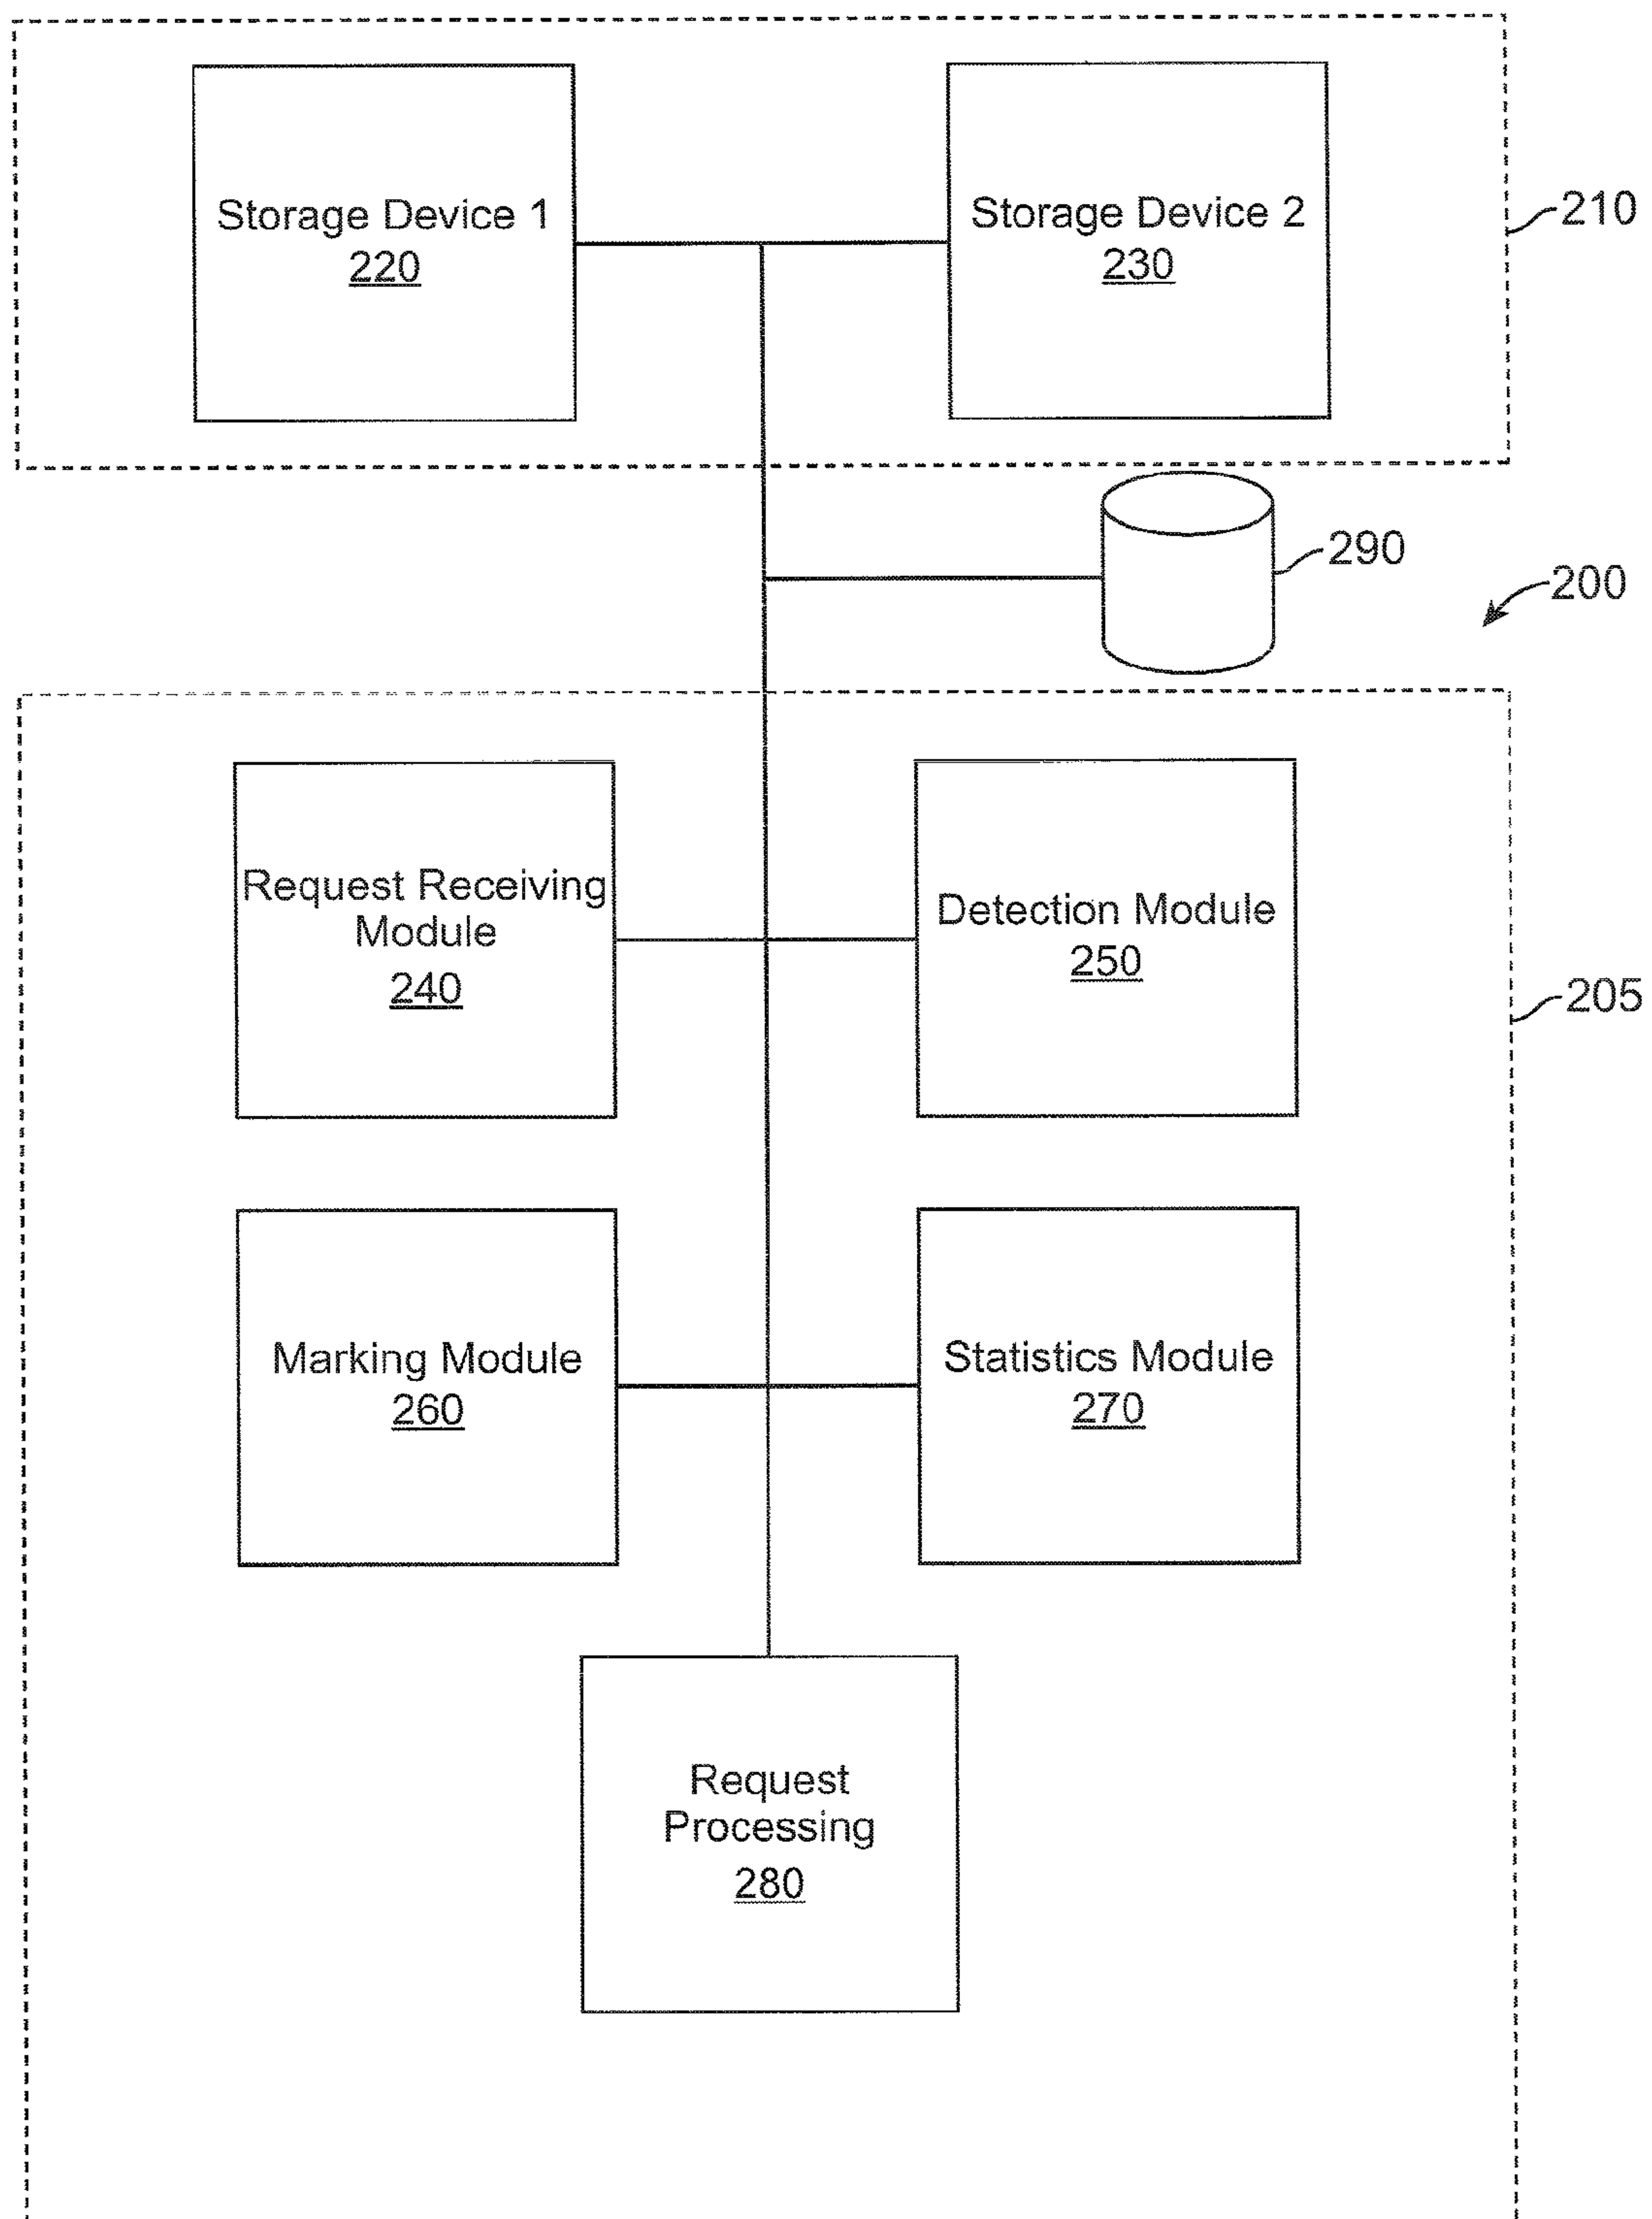 Storage Device 1
220
Storage Device 2
230
210
290
200
Request Receiving
Module
240
Detection Module
250
205
Marking Module
260
Statistics Module
270
Request
Processing
280